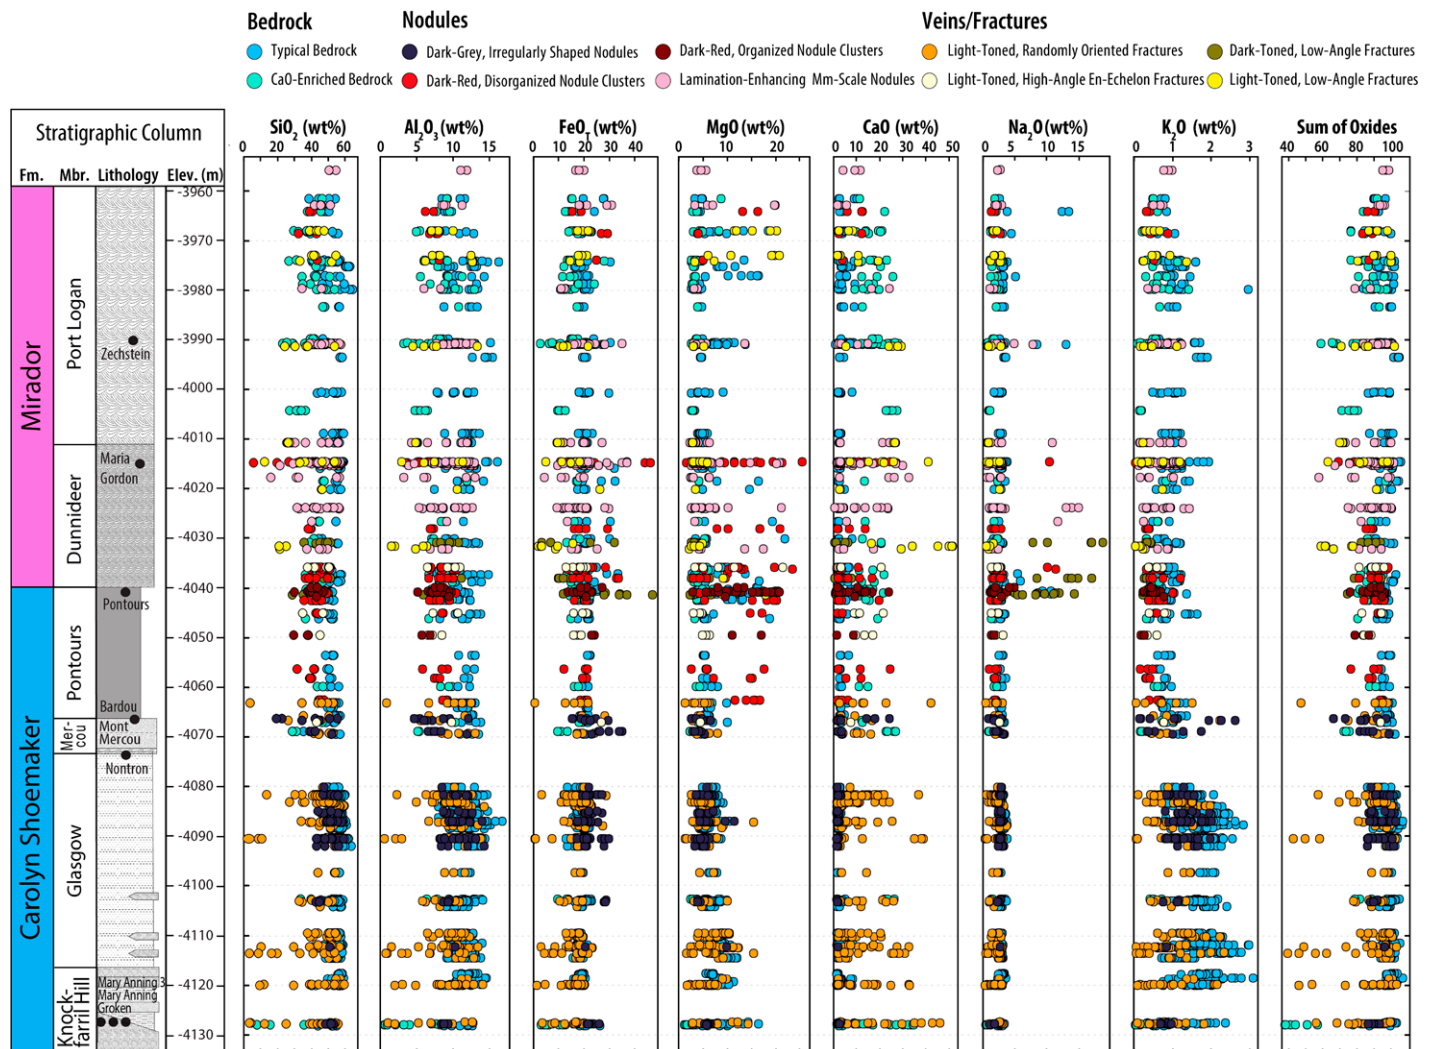 Bedrock Nodules Veins/Fractures
Typical Bedrock Dark-Grey, Irregularly Shaped Nodules Dark-Red, Organized Nodule Clusters Light-Toned, Randomly Oriented Fractures Dark-Toned, Low-Angle Fractures
CaO-Enriched Bedrock Dark-Red, Disorganized Nodule Clusters Lamination-Enhancing Mm-Scale Nodules Light-Toned, High-Angle En-Echelon Fractures Light-Toned, Low-Angle Fractures
Stratigraphic Column SiO2 (wt%) Al2O3 (wt%) FeOT (wt%) MgO (wt%) CaO (wt%) Na2O (wt%) K2O (wt%) Sum of Oxides
0 10 20 30 40 60 0 5 10 15 0 10 20 30 40 0 5 10 20 0 10 20 30 40 50 0 5 10 15 0 1 2 3 40 60 80 100
Fm. Mbr. Lithology Elev. (m)
-3960
-3970
-3980
-3990
-4000
-4010
-4020
-4030
-4040
-4050
-4060
-4070
-4080
-4090
-4100
-4110
-4120
-4130
Mirador
Carolyn Shoemaker
Port Logan
Dunnideer
Pontours
Mer-
cou
Glasgow
Knock-
farril Hill
Zechstein
Maria
Gordon
Pontours
Bardou
Mont
Mercou
Nontron
Mary Anning 3
Mary Anning
Groken